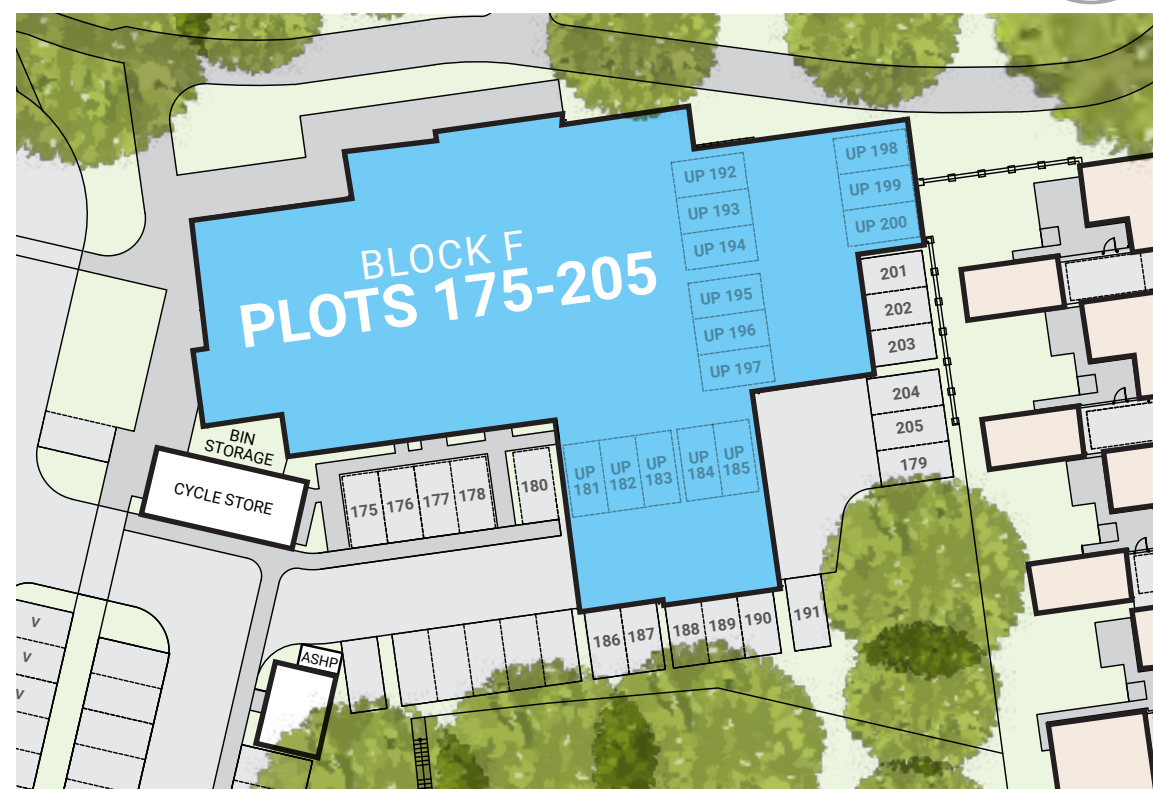 UP 198
UP 192
UP 199
UP 193
UP 200
UP 194
BLOCK F
PLOTS 175-205
201
UP 195
202
UP 196
203
UP 197
204
205
BIN
STORAGE
179
UP
181
UP
182
UP
183
UP
184
UP
185
CYCLE STORE
175
176
177
178
180
V
V
V
186
187
188
189
190
191
ASHP